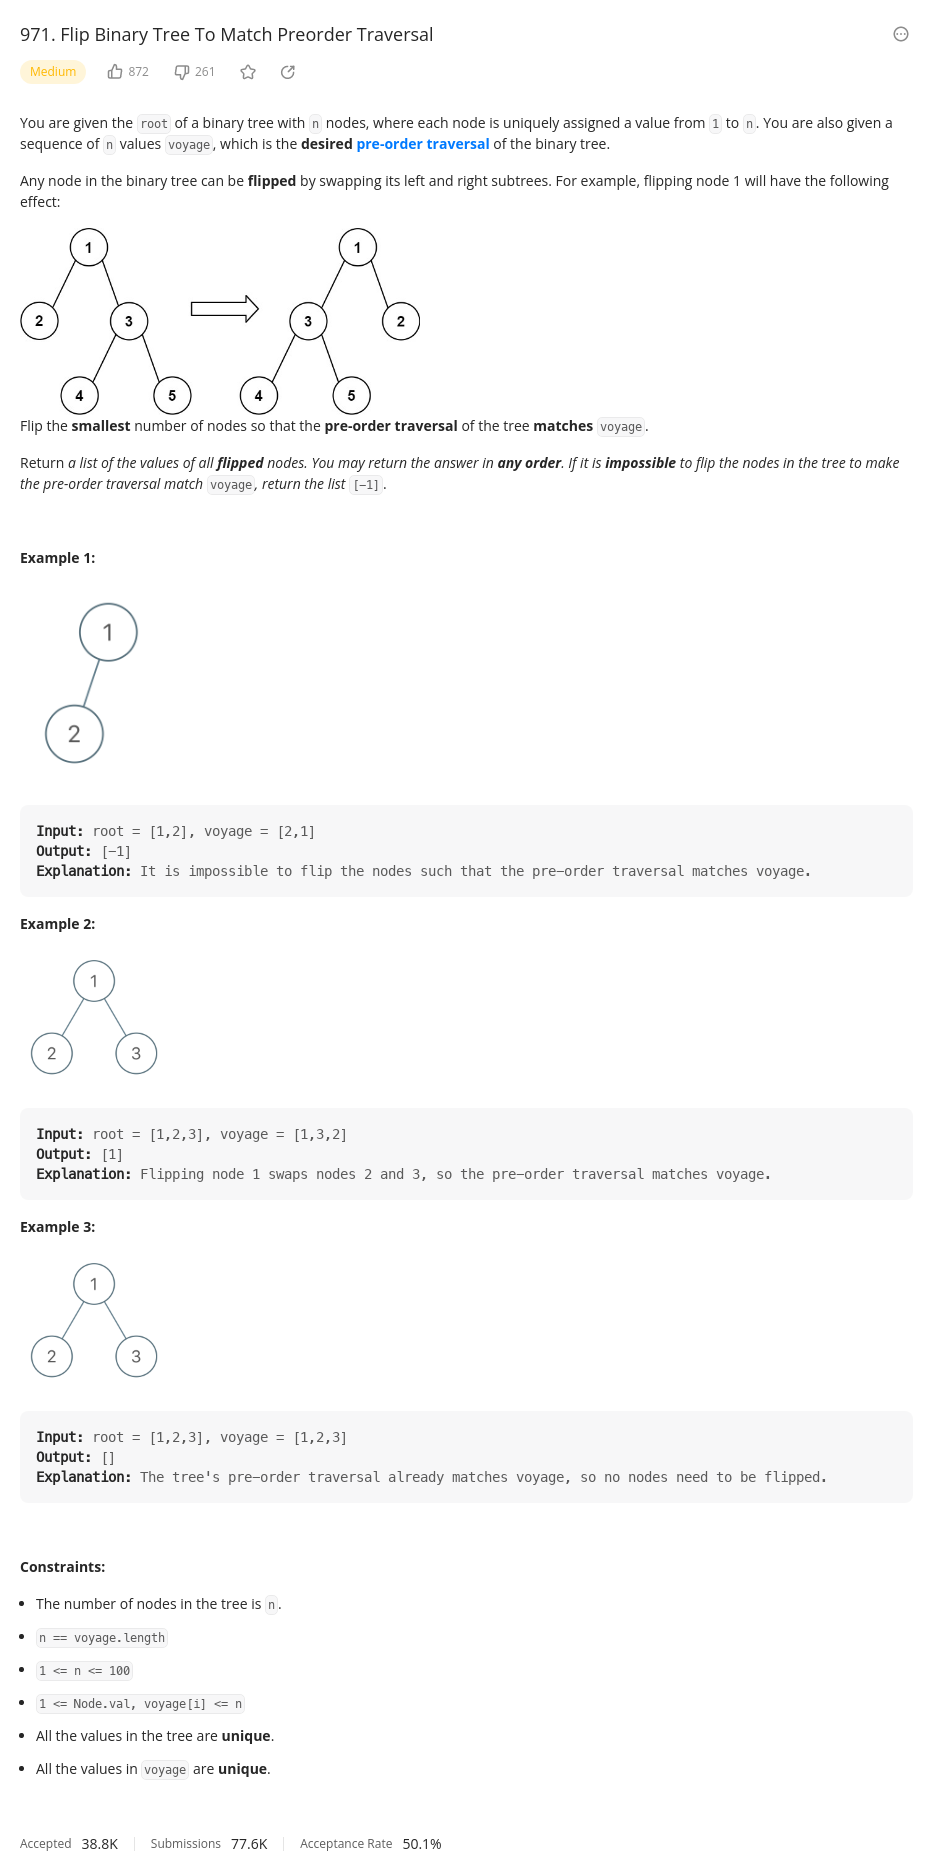 971. Flip Binary Tree To Match Preorder Traversal
Medium 872 261
You are given the root of a binary tree with n nodes, where each node is uniquely assigned a value from 1 to n. You are also given a
sequence of n values voyage, which is the desired pre-order traversal of the binary tree.
Any node in the binary tree can be flipped by swapping its left and right subtrees. For example, flipping node 1 will have the following
effect:
1 1
2 3 3 2
4 5 4 5
Flip the smallest number of nodes so that the pre-order traversal of the tree matches voyage.
Return a list of the values of all flipped nodes. You may return the answer in any order. If it is impossible to flip the nodes in the tree to make
the pre-order traversal match voyage, return the list [-1].
Example 1:
1
2
Input: root = [1,2], voyage = [2,1]
Output: [-1]
Explanation: It is impossible to flip the nodes such that the pre-order traversal matches voyage.
Example 2:
1
2 3
Input: root = [1,2,3], voyage = [1,3,2]
Output: [1]
Explanation: Flipping node 1 swaps nodes 2 and 3, so the pre-order traversal matches voyage.
Example 3:
1
2 3
Input: root = [1,2,3], voyage = [1,2,3]
Output: []
Explanation: The tree's pre-order traversal already matches voyage, so no nodes need to be flipped.
Constraints:
• The number of nodes in the tree is n.
• n == voyage.length
• 1 <= n <= 100
• 1 <= Node.val, voyage[i] <= n
• All the values in the tree are unique.
• All the values in voyage are unique.
Accepted 38.8K Submissions 77.6K Acceptance Rate 50.1%